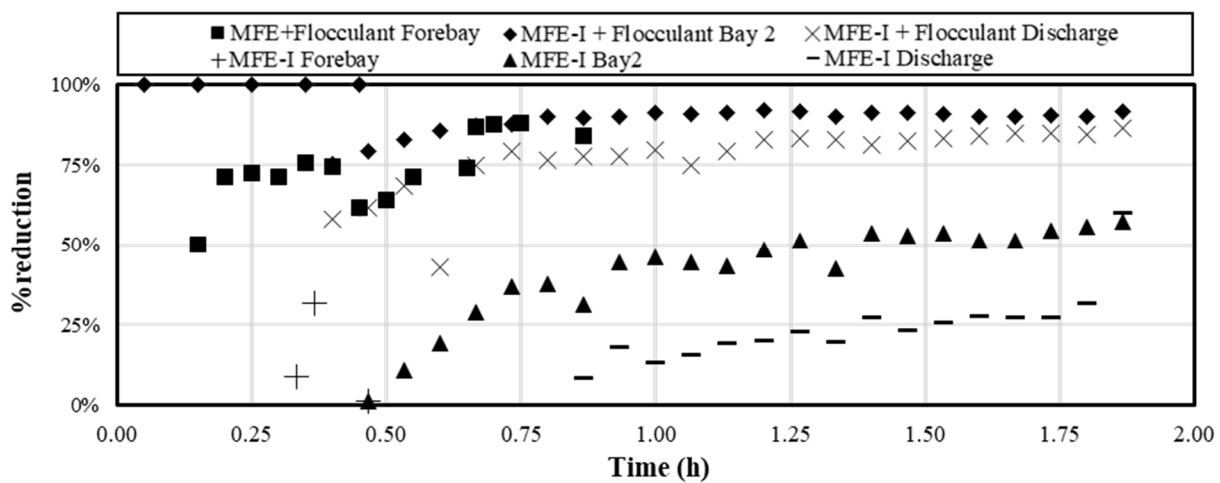 MFE+Flocculant Forebay MFE-I + Flocculant Bay 2 MFE-I + Flocculant Discharge
MFE-I Forebay MFE-I Bay2 MFE-I Discharge
100%
75%
50%
25%
0%
%reduction
0.00 0.25 0.50 0.75 1.00 1.25 1.50 1.75 2.00
Time (h)